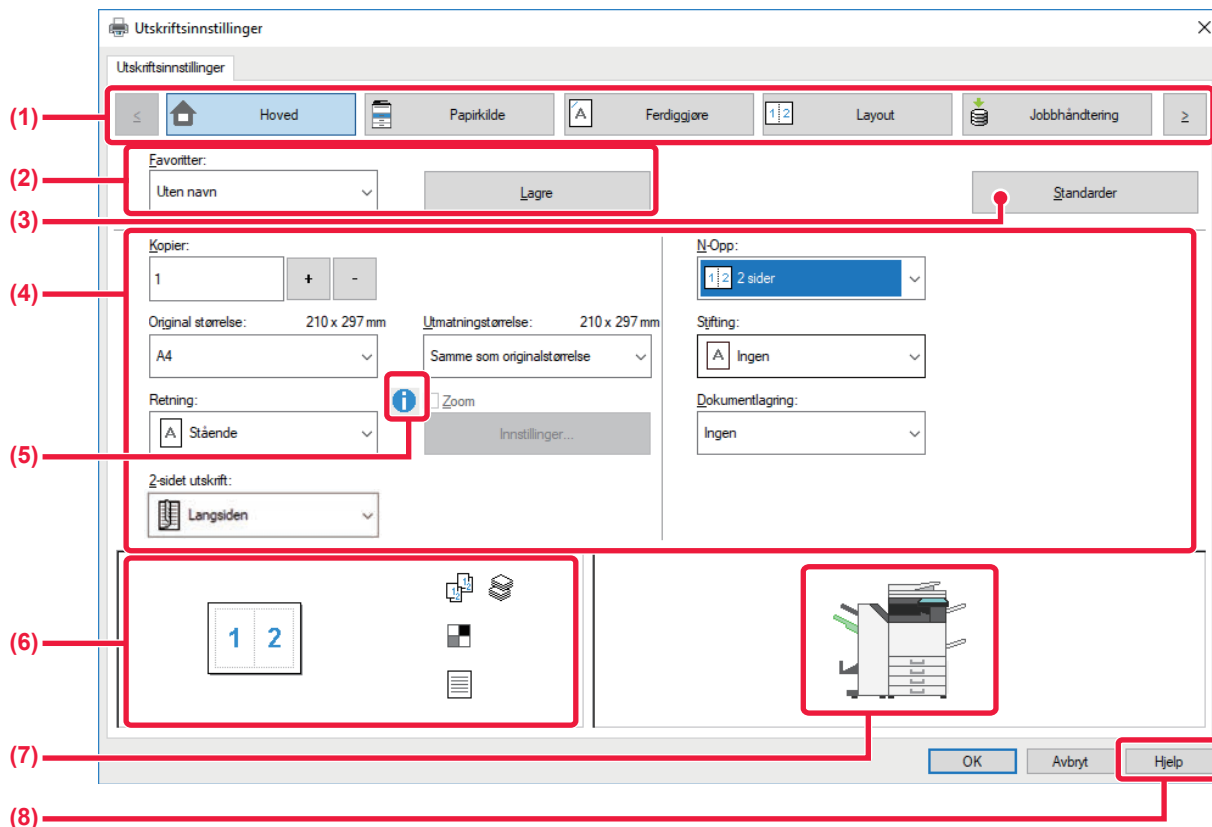 Utskriftsinnstillinger
Utskriftsinnstillinger
(1)
< Hoved Papirkilde Ferdiggjøre Layout Jobbhåndtering >
(2)
Favoritter:
Uten navn Lagre Standarder
(3)
(4)
Kopier: N-Opp:
1 + - 2 sider
Original størrelse: 210 x 297 mm Utmatningstørrelse: 210 x 297 mm Stifting:
A4 Samme som originalstørrelse Ingen
Retning: Zoom Dokumentlagring:
Stående Innstillinger... Ingen
(5)
2-sidet utskrift:
Langsiden
(6)
1 2
(7)
OK Avbryt Hjelp
(8)